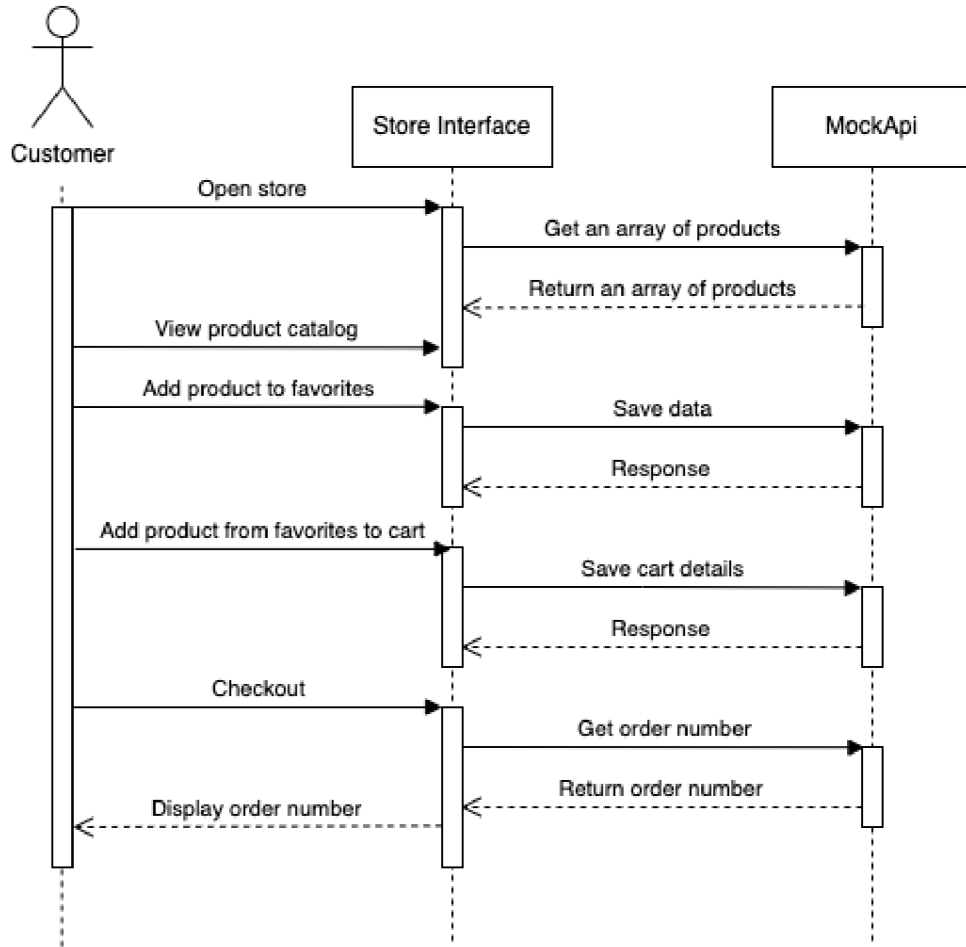 Customer
Store Interface
MockApi
Open store
Get an array of products
Return an array of products
View product catalog
Add product to favorites
Save data
Response
Add product from favorites to cart
Save cart details
Response
Checkout
Get order number
Return order number
Display order number